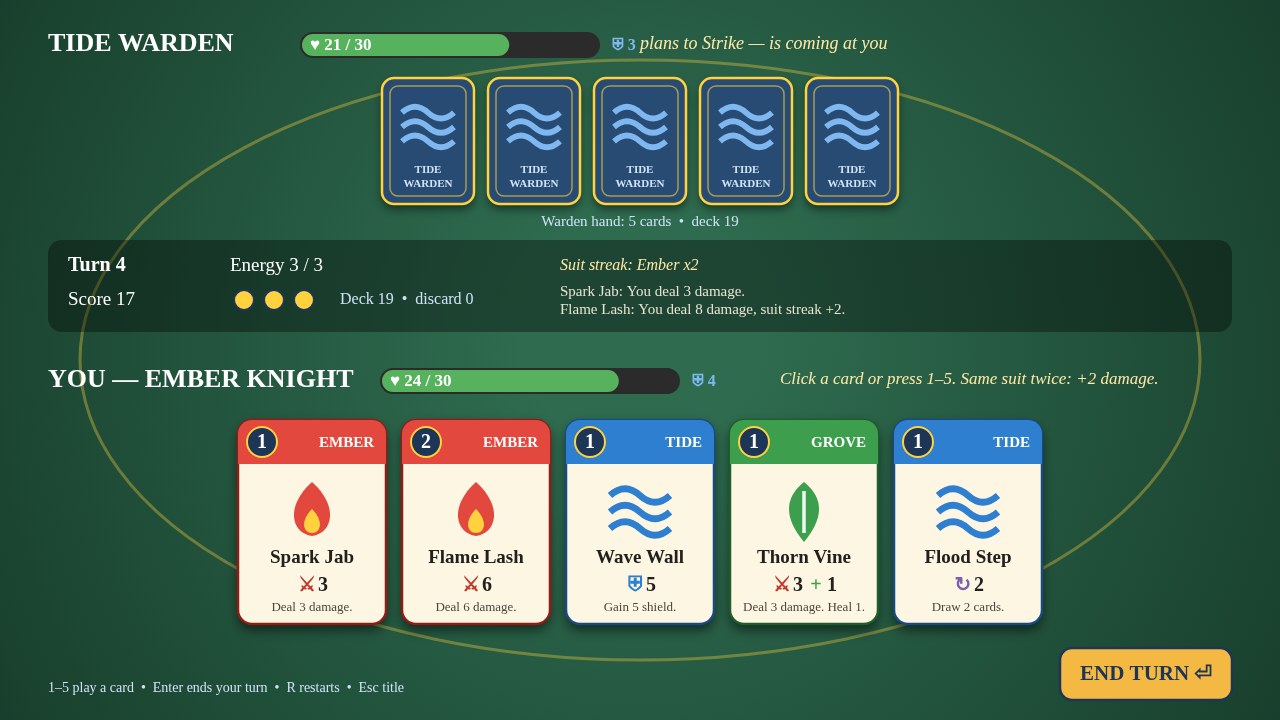 TIDE WARDEN
♥ 21 / 30
⛨ 3 plans to Strike — is coming at you
TIDE
WARDEN
TIDE
WARDEN
TIDE
WARDEN
TIDE
WARDEN
TIDE
WARDEN
Warden hand: 5 cards • deck 19
Turn 4
Energy 3 / 3
Suit streak: Ember x2
Score 17
Deck 19 • discard 0
Spark Jab: You deal 3 damage.
Flame Lash: You deal 8 damage, suit streak +2.
YOU — EMBER KNIGHT
♥ 24 / 30
⛨ 4
Click a card or press 1–5. Same suit twice: +2 damage.
1 EMBER
Spark Jab
⚔ 3
Deal 3 damage.
2 EMBER
Flame Lash
⚔ 6
Deal 6 damage.
1 TIDE
Wave Wall
⛨ 5
Gain 5 shield.
1 GROVE
Thorn Vine
⚔ 3 + 1
Deal 3 damage. Heal 1.
1 TIDE
Flood Step
↻ 2
Draw 2 cards.
1–5 play a card • Enter ends your turn • R restarts • Esc title
END TURN ⏎